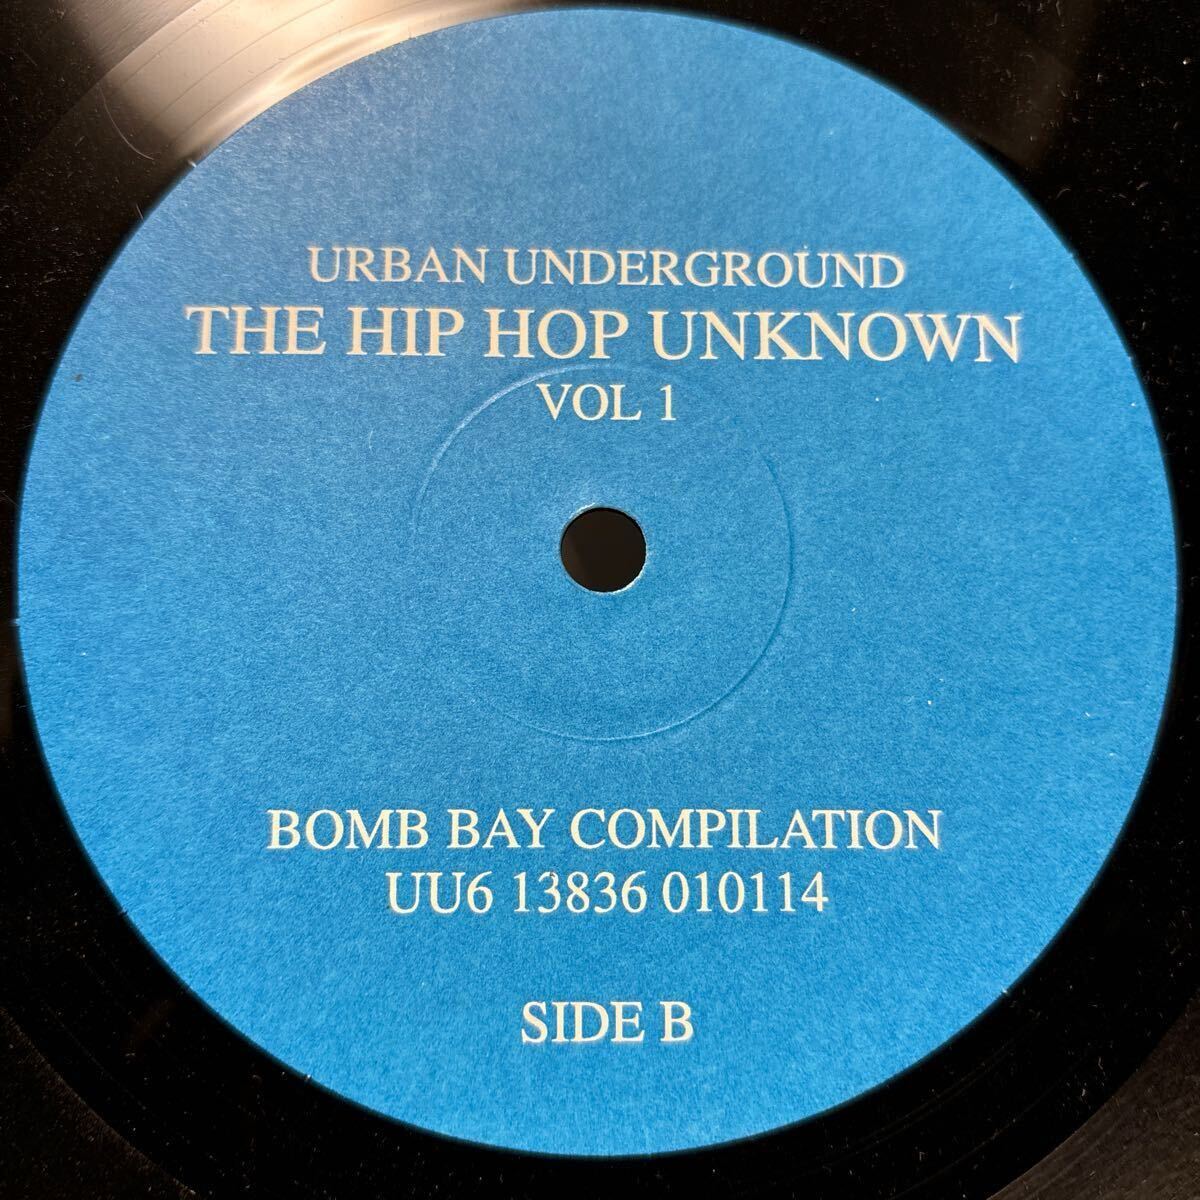 URBAN UNDERGROUND
THE HIP HOP UNKNOWN
VOL 1
BOMB BAY COMPILATION
UU6 13836 010114
SIDE B